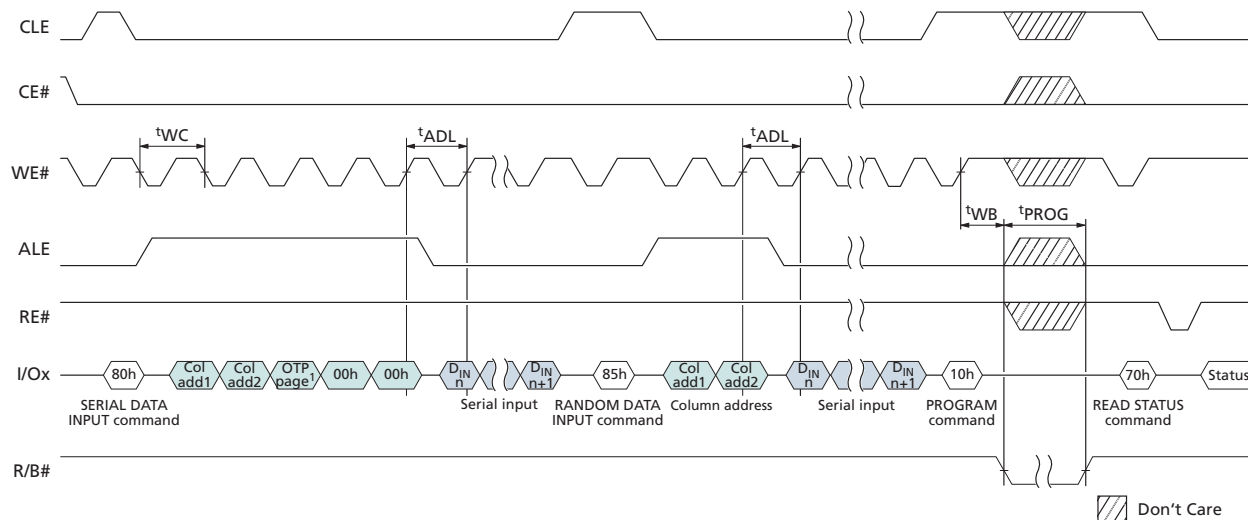 CLE
CE#
tWC
tADL
tADL
WE#
tWB
tPROG
ALE
RE#
I/Ox
80h
Col add1
Col add2
OTP page1
00h
00h
DIN n
DIN n+1
85h
Col add1
Col add2
DIN n
DIN n+1
10h
70h
Status
SERIAL DATA
INPUT command
Serial input
RANDOM DATA
INPUT command
Column address
Serial input
PROGRAM
command
READ STATUS
command
R/B#
Don't Care